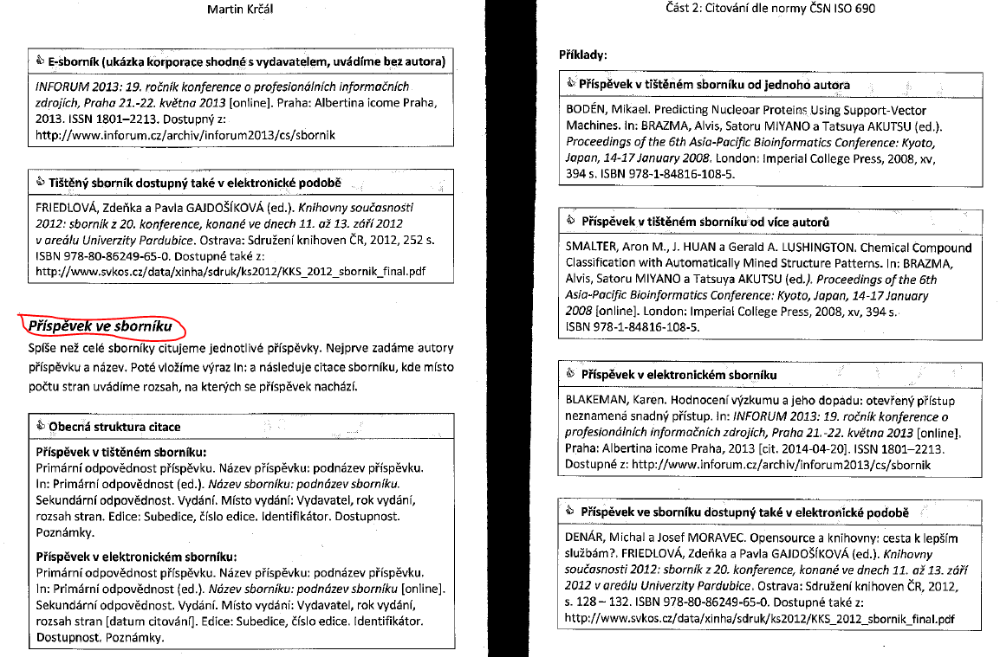 Martin Krčál
E-sborník (ukázka korporace shodné s vydavatelem, uvádíme bez autora)
INFORUM 2013: 19. ročník konference o profesionálních informačních
zdrojích, Praha 21.-22. května 2013 [online]. Praha: Albertina icome Praha,
2013. ISSN 1801–2213. Dostupný z:
http://www.inforum.cz/archiv/inforum2013/cs/sbornik
Tištěný sborník dostupný také v elektronické podobě
FRIEDLOVÁ, Zdeňka a Pavla GAJDOŠÍKOVÁ (ed.). Knihovny současnosti
2012: sborník z 20. konference, konané ve dnech 11. až 13. září 2012
v areálu Univerzity Pardubice. Ostrava: Sdružení knihoven ČR, 2012, 252 s.
ISBN 978-80-86249-65-0. Dostupné také z:
http://www.svkos.cz/data/xinha/sdruk/ks2012/KKS_2012_sbornik_final.pdf
Příspěvek ve sborníku
Spíše než celé sborníky citujeme jednotlivé příspěvky. Nejprve zadáme autory
příspěvku a název. Poté vložíme výraz In: a následuje citace sborníku, kde místo
počtu stran uvádíme rozsah, na kterých se příspěvek nachází.
Obecná struktura citace
Příspěvek v tištěném sborníku:
Primární odpovědnost příspěvku. Název příspěvku: podnázev příspěvku.
In: Primární odpovědnost (ed.). Název sborníku: podnázev sborníku.
Sekundární odpovědnost. Vydání. Místo vydání: Vydavatel, rok vydání,
rozsah stran. Edice: Subedice, číslo edice. Identifikátor. Dostupnost.
Poznámky.
Příspěvek v elektronickém sborníku:
Primární odpovědnost příspěvku. Název příspěvku: podnázev příspěvku.
In: Primární odpovědnost (ed.). Název sborníku: podnázev sborníku [online].
Sekundární odpovědnost. Vydání. Místo vydání: Vydavatel, rok vydání,
rozsah stran [datum citování]. Edice: Subedice, číslo edice. Identifikátor.
Dostupnost. Poznámky.
Část 2: Citování dle normy ČSN ISO 690
Příklady:
Příspěvek v tištěném sborníku od jednoho autora
BODÉN, Mikael. Predicting Nucleoar Proteins Using Support-Vector
Machines. In: BRAZMA, Alvis, Satoru MIYANO a Tatsuya AKUTSU (ed.).
Proceedings of the 6th Asia-Pacific Bioinformatics Conference: Kyoto,
Japan, 14-17 January 2008. London: Imperial College Press, 2008, xv,
394 s. ISBN 978-1-84816-108-5.
Příspěvek v tištěném sborníku od více autorů
SMALTER, Aron M., J. HUAN a Gerald A. LUSHINGTON. Chemical Compound
Classification with Automatically Mined Structure Patterns. In: BRAZMA,
Alvis, Satoru MIYANO a Tatsuya AKUTSU (ed.). Proceedings of the 6th
Asia-Pacific Bioinformatics Conference: Kyoto, Japan, 14-17 January
2008 [online]. London: Imperial College Press, 2008, xv, 394 s.
ISBN 978-1-84816-108-5.
Příspěvek v elektronickém sborníku
BLAKEMAN, Karen. Hodnocení výzkumu a jeho dopadu: otevřený přístup
neznamená snadný přístup. In: INFORUM 2013: 19. ročník konference o
profesionálních informačních zdrojích, Praha 21.-22. května 2013 [online].
Praha: Albertina icome Praha, 2013 [cit. 2014-04-20]. ISSN 1801–2213.
Dostupné z: http://www.inforum.cz/archiv/inforum2013/cs/sbornik
Příspěvek ve sborníku dostupný také v elektronické podobě
DENÁR, Michal a Josef MORAVEC. Opensource a knihovny: cesta k lepším
službám?. FRIEDLOVÁ, Zdeňka a Pavla GAJDOŠÍKOVÁ (ed.). Knihovny
současnosti 2012: sborník z 20. konference, konané ve dnech 11. až 13. září
2012 v areálu Univerzity Pardubice. Ostrava: Sdružení knihoven ČR, 2012,
s. 128 – 132. ISBN 978-80-86249-65-0. Dostupné také z:
http://www.svkos.cz/data/xinha/sdruk/ks2012/KKS_2012_sbornik_final.pdf